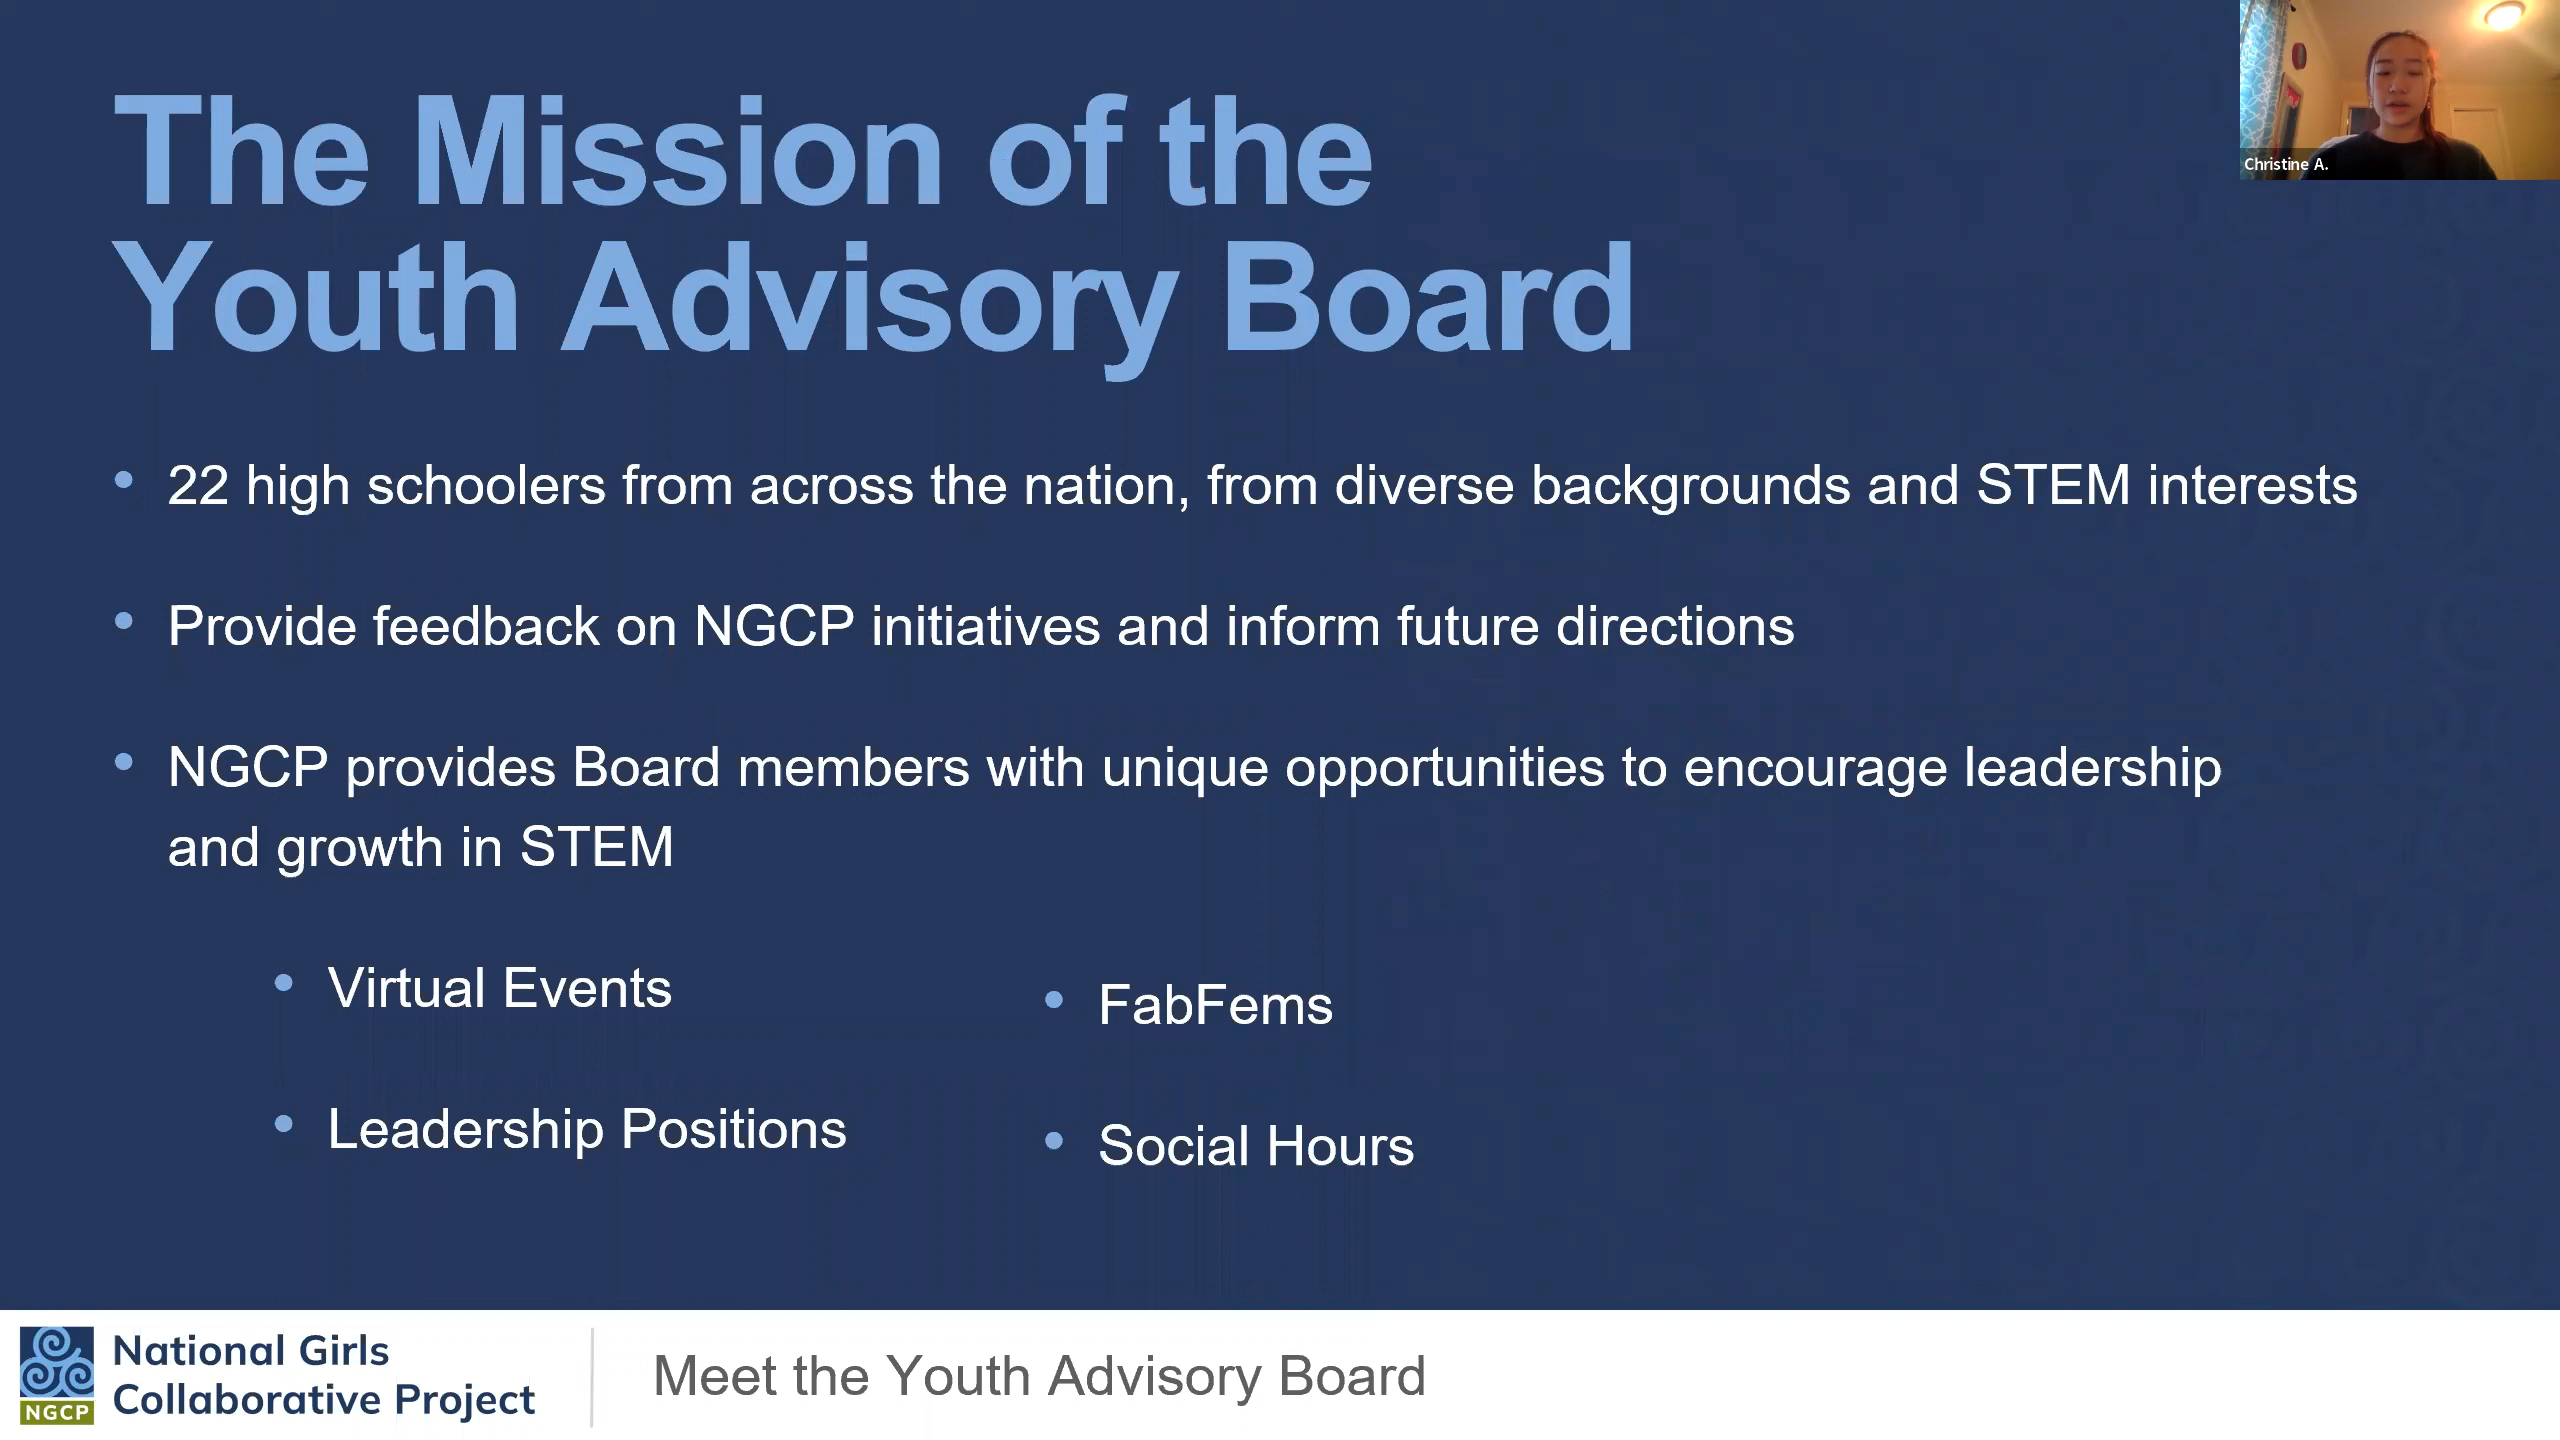 The Mission of the
Youth Advisory Board
Christine A.
• 22 high schoolers from across the nation, from diverse backgrounds and STEM interests
• Provide feedback on NGCP initiatives and inform future directions
• NGCP provides Board members with unique opportunities to encourage leadership
and growth in STEM
• Virtual Events
• Leadership Positions
• FabFems
• Social Hours
NGCP
National Girls
Collaborative Project
Meet the Youth Advisory Board